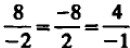 8/-2 = -8/2 = 4/-1